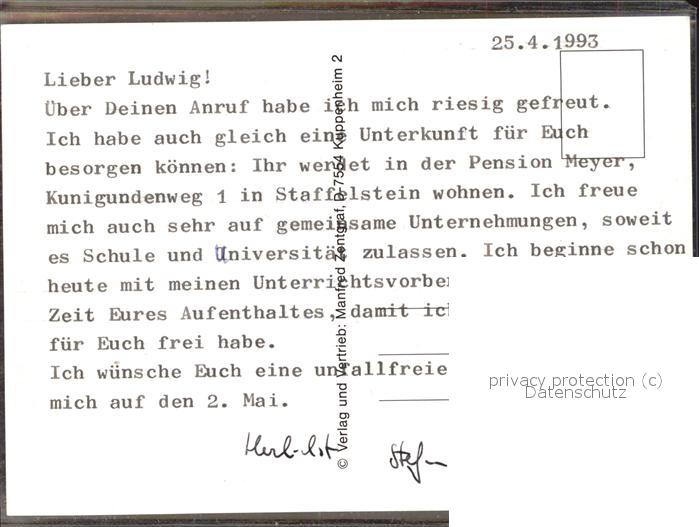 25.4.1993
Lieber Ludwig!
Über Deinen Anruf habe ich mich riesig gefreut.
Ich habe auch gleich eine Unterkunft für Euch
besorgen können: Ihr werdet in der Pension Meyer,
Kunigundenweg 1 in Staffelstein wohnen. Ich freue
mich auch sehr auf gemeinsame Unternehmungen, soweit
es Schule und Universität zulassen. Ich beginne schon
heute mit meinen Unterrichtsvorbe
Zeit Eures Aufenthaltes, damit ich
für Euch frei habe.
Ich wünsche Euch eine unfallfreie
mich auf den 2. Mai.
© Verlag und Vertrieb: Manfred Zentgraf, D-7554 Kuppenheim 2
privacy protection (c)
Datenschutz